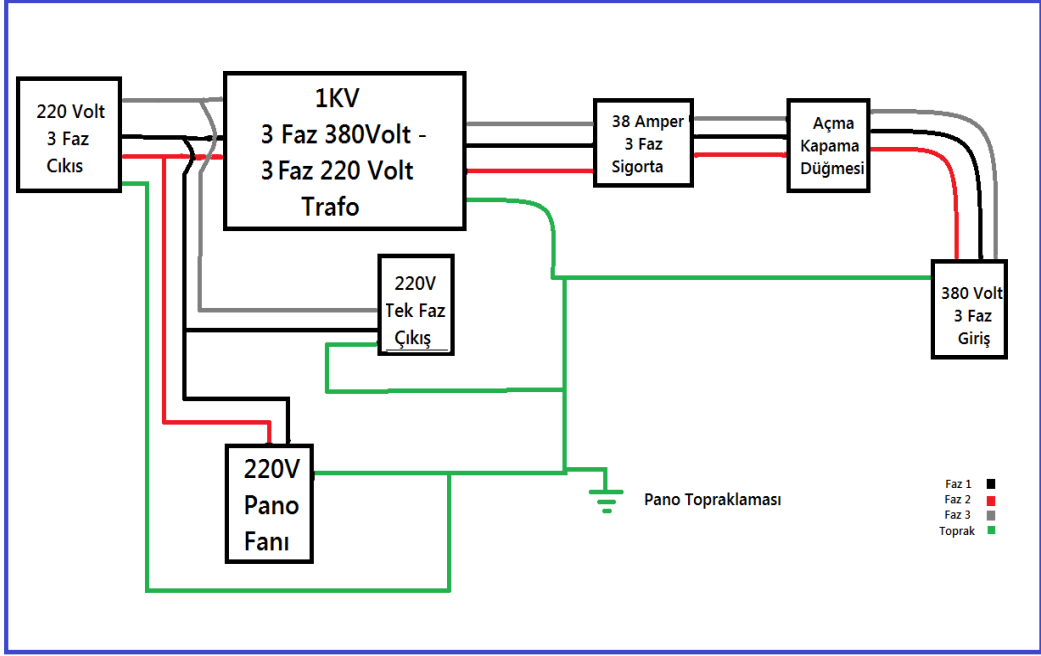 220 Volt
3 Faz
Cıkıs
1KV
3 Faz 380Volt -
3 Faz 220 Volt
Trafo
38 Amper
3 Faz
Sigorta
Açma
Kapama
Düğmesi
220V
Tek Faz
Çıkış
380 Volt
3 Faz
Giriş
220V
Pano
Fanı
Pano Topraklaması
Faz 1
Faz 2
Faz 3
Toprak